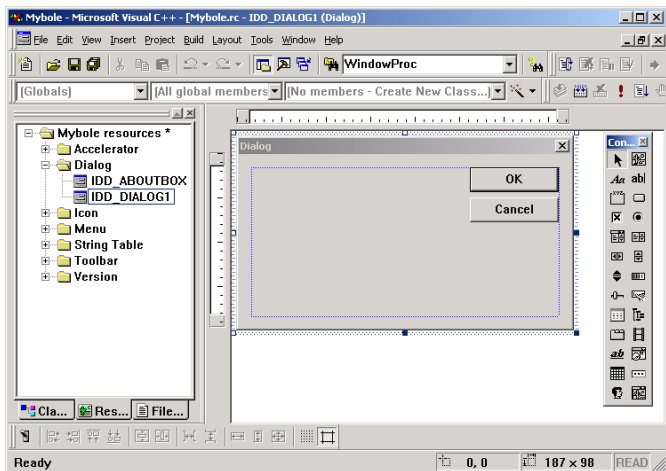 Mybole - Microsoft Visual C++ - [Mybole.rc - IDD_DIALOG1 (Dialog)]
File Edit View Insert Project Build Layout Tools Window Help
WindowProc
(Globals) (All global members (No members - Create New Class...)
Mybole resources *
Accelerator
Dialog
IDD_ABOUTBOX
IDD_DIALOG1
Icon
Menu
String Table
Toolbar
Version
Cla... Res... File...
Dialog
OK
Cancel
Con...
Aa ab|
xyz
ab
Ready 0, 0 187 x 98 READ